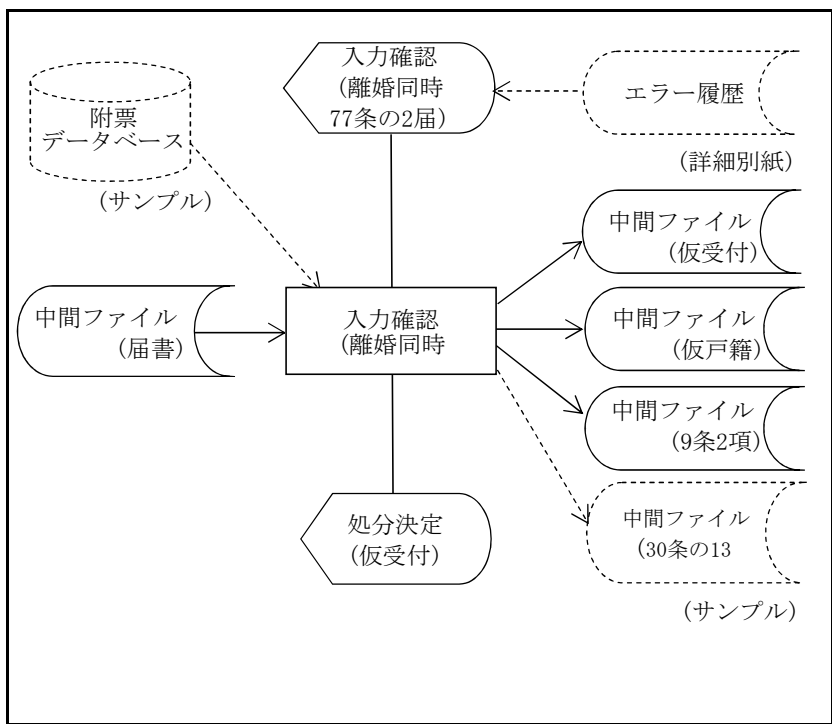 入力確認
(離婚同時
77条の2届)
エラー履歴
(詳細別紙)
附票
データベース
(サンプル)
中間ファイル
(仮受付)
中間ファイル
(届書)
入力確認
(離婚同時
中間ファイル
(仮戸籍)
中間ファイル
(9条2項)
処分決定
(仮受付)
中間ファイル
(30条の13
(サンプル)